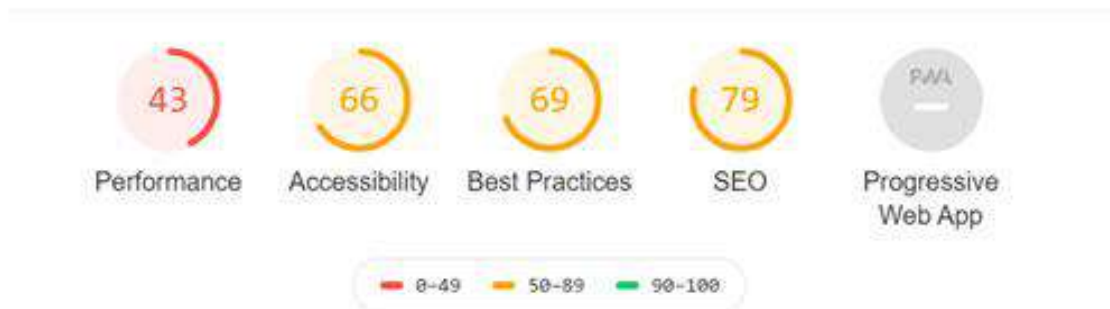 43
66
69
79
PWA
Performance
Accessibility
Best Practices
SEO
Progressive
Web App
0-49
50-89
90-100